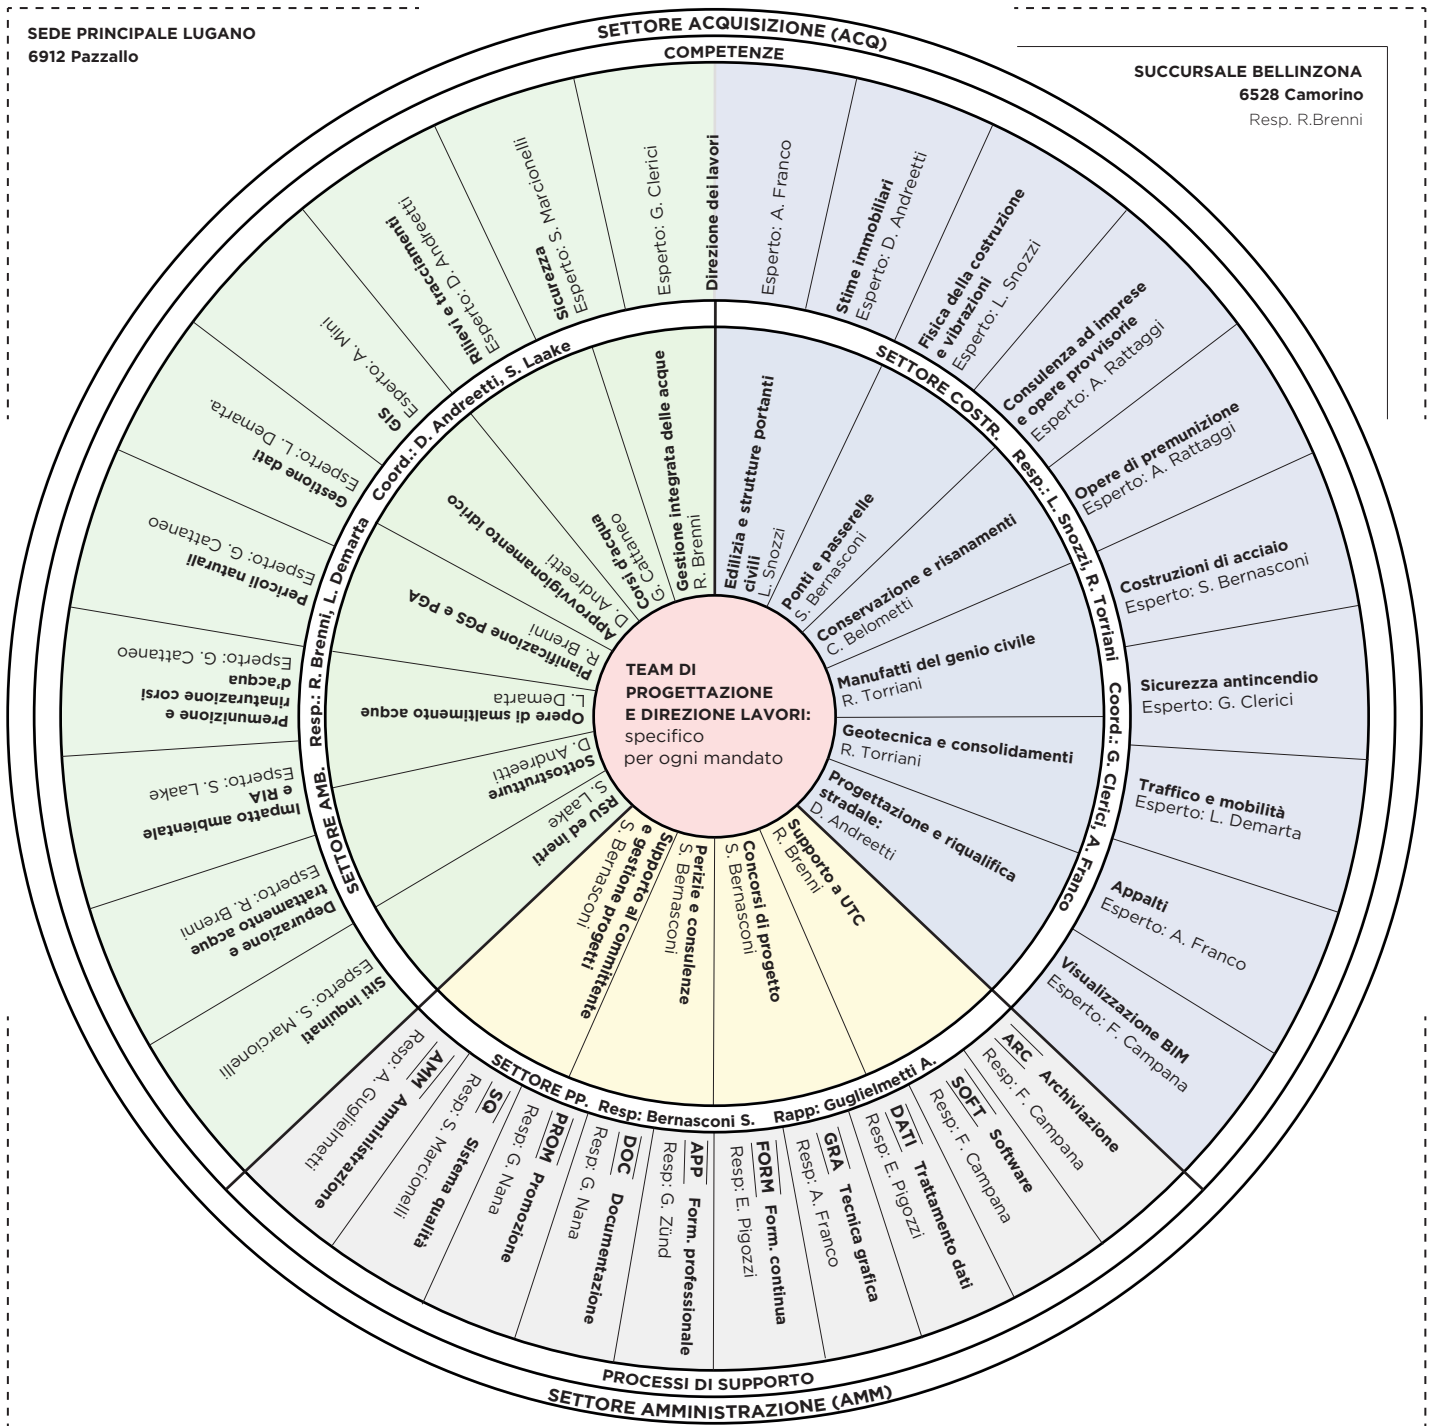 SEDE PRINCIPALE LUGANO
6912 Pazzallo
SUCCURSALE BELLINZONA
6528 Camorino
Resp. R.Brenni
SETTORE ACQUISIZIONE (ACQ)
COMPETENZE
Direzione dei lavori
Esperto: A. Franco
Stime immobiliari
Esperto: D. Andreetti
Fisica della costruzione
e vibrazioni
Esperto: L. Snozzi
Consulenza ad imprese
e opere provvisorie
Esperto: A. Rattaggi
Opere di premunizione
Esperto: A. Rattaggi
Costruzioni di acciaio
Esperto: S. Bernasconi
Sicurezza antincendio
Esperto: G. Clerici
Traffico e mobilità
Esperto: L. Demarta
Appalti
Esperto: A. Franco
Visualizzazione BIM
Esperto: F. Campana
ARC Archiviazione
Resp: F. Campana
SOFT Software
Resp: F. Campana
DATI Trattamento dati
Resp: E. Pigozzi
GRA Tecnica grafica
Resp: A. Franco
FORM Form. continua
Resp: E. Pigozzi
APP Form. professionale
Resp: G. Zünd
DOC Documentazione
Resp: G. Nana
PROM Promozione
Resp: G. Nana
SQ Sistema qualità
Resp: S. Marcionelli
AMM Amministrazione
Resp: A. Guglielmetti
Siti inquinati
Esperto: S. Marcionelli
Depurazione e
trattamento acque
Esperto: R. Brenni
Impatto ambientale
e RIA
Esperto: S. Laake
Premunizione e
rinaturazione corsi
d'acqua
Esperto: G. Cattaneo
Pericoli naturali
Esperto: G. Cattaneo
Gestione dati
Esperto: L. Demarta.
GIS
Esperto: A. Mini
Rilievi e tracciamenti
Esperto: D. Andreetti
Sicurezza
Esperto: S. Marcionelli
Esperto: G. Clerici
SETTORE COSTR. Resp.: L. Snozzi, R. Torriani Coord.: G. Clerici, A. Franco
SETTORE PP. Resp: Bernasconi S. Rapp: Guglielmetti A.
SETTORE AMB. Resp.: R. Brenni, L. Demarta Coord.: D. Andreetti, S. Laake
Edilizia e strutture portanti
civili
L. Snozzi
Ponti e passerelle
S. Bernasconi
Conservazione e risanamenti
C. Belometti
Manufatti del genio civile
R. Torriani
Geotecnica e consolidamenti
R. Torriani
Progettazione e riqualifica
stradale:
D. Andreetti
Supporto a UTC
R. Brenni
Concorsi di progetto
S. Bernasconi
Perizie e consulenze
S. Bernasconi
Supporto al committente
e gestione progetti
S. Bernasconi
RSU ed inerti
S. Laake
Sottostrutture
D. Andreetti
Opere di smaltimento acque
L. Demarta
Pianificazione PGS e PGA
R. Brenni
Approvvigionamento idrico
D. Andreetti
Corsi d'acqua
G. Cattaneo
Gestione integrata delle acque
R. Brenni
TEAM DI
PROGETTAZIONE
E DIREZIONE LAVORI:
specifico
per ogni mandato
PROCESSI DI SUPPORTO
SETTORE AMMINISTRAZIONE (AMM)